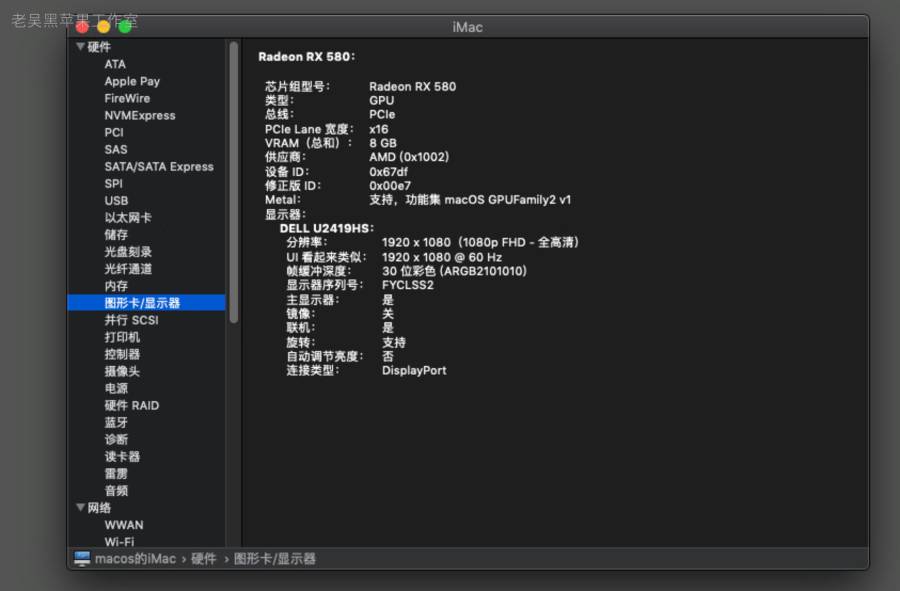 老吴黑苹果工作室
iMac
硬件
ATA
Apple Pay
FireWire
NVMExpress
PCI
SAS
SATA/SATA Express
SPI
USB
以太网卡
储存
光盘刻录
光纤通道
内存
图形卡/显示器
并行 SCSI
打印机
控制器
摄像头
电源
硬件 RAID
蓝牙
诊断
读卡器
雷雳
音频
网络
WWAN
Wi-Fi
Radeon RX 580：
芯片组型号： Radeon RX 580
类型： GPU
总线： PCIe
PCIe Lane 宽度： x16
VRAM（总和）： 8 GB
供应商： AMD (0x1002)
设备 ID： 0x67df
修正版 ID： 0x00e7
Metal： 支持，功能集 macOS GPUFamily2 v1
显示器：
DELL U2419HS：
分辨率： 1920 x 1080（1080p FHD - 全高清）
UI 看起来类似： 1920 x 1080 @ 60 Hz
帧缓冲深度： 30 位彩色 (ARGB2101010)
显示器序列号： FYCLSS2
主显示器： 是
镜像： 关
联机： 是
旋转： 支持
自动调节亮度： 否
连接类型： DisplayPort
macos的iMac › 硬件 › 图形卡/显示器